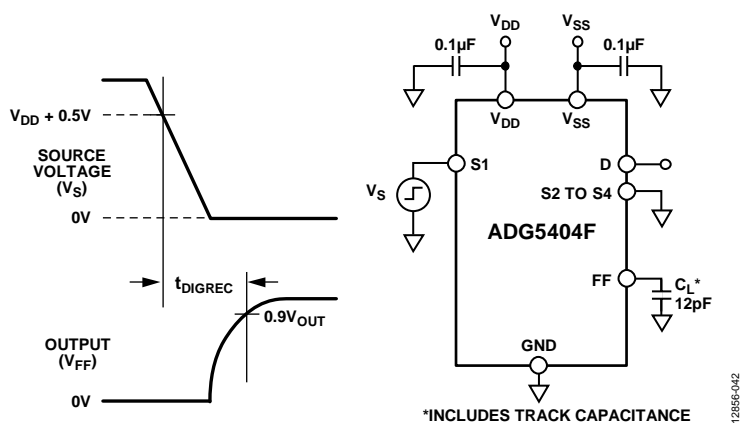 V_DD + 0.5V
SOURCE
VOLTAGE
(V_S)
0V
t_DIGREC
OUTPUT
(V_FF)
0.9V_OUT
0V
V_DD
V_SS
0.1µF
0.1µF
V_DD
V_SS
S1
D
V_S
S2 TO S4
ADG5404F
FF
C_L*
12pF
GND
*INCLUDES TRACK CAPACITANCE
12856-042